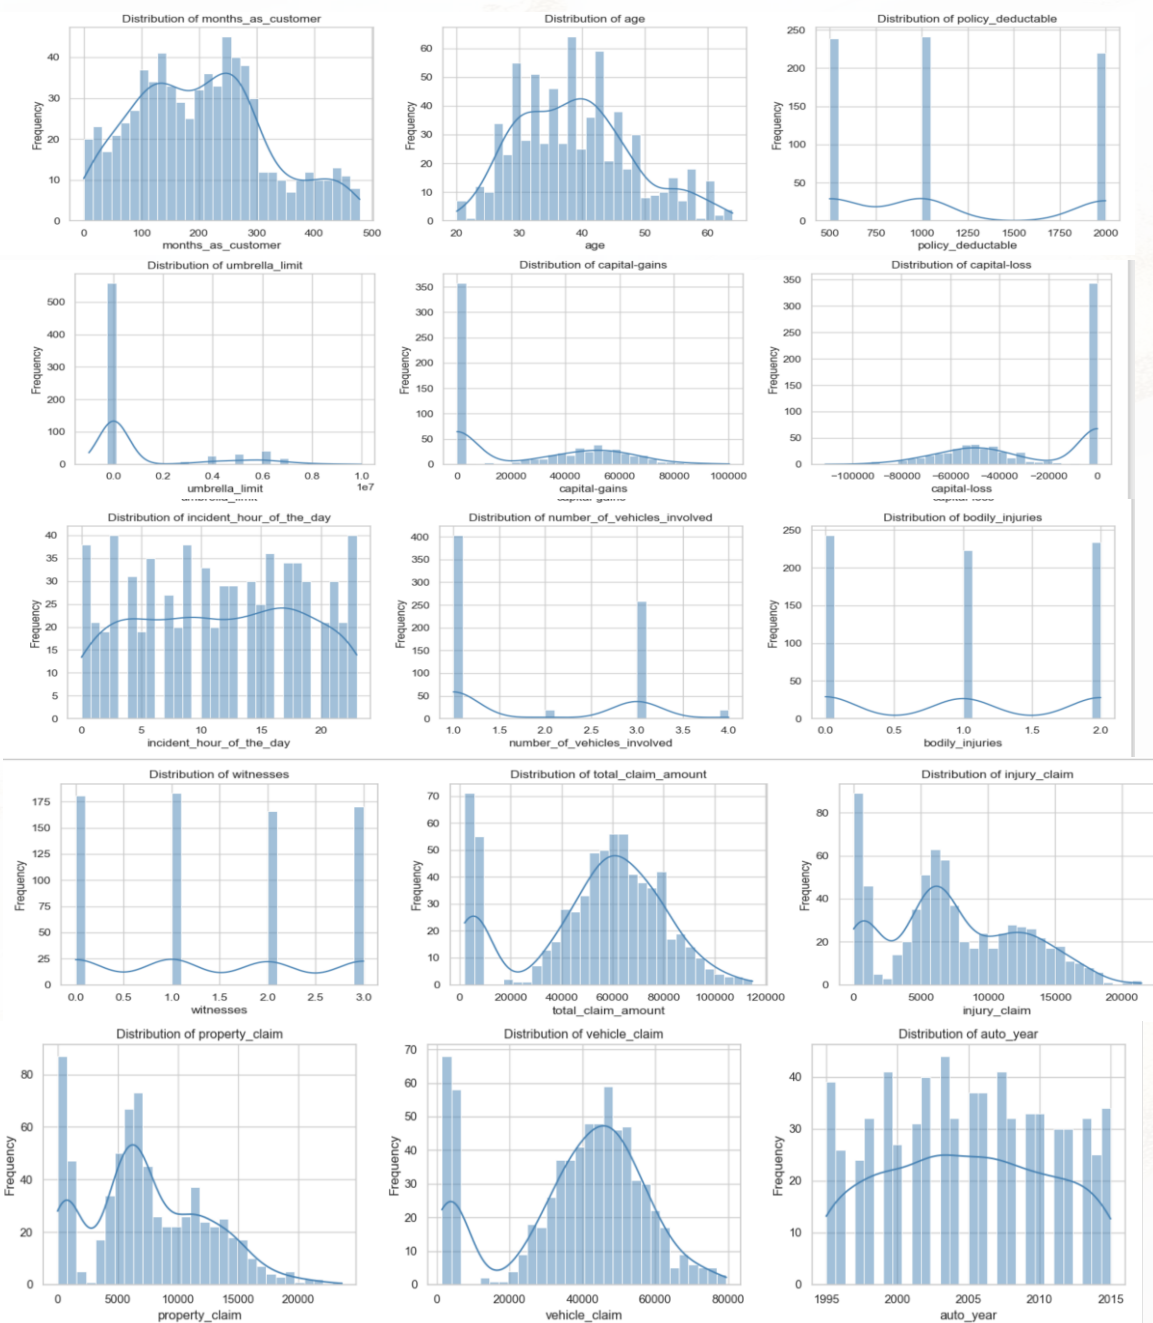 Distribution of months_as_customer
Distribution of age
Distribution of policy_deductable
Frequency
40
30
20
10
0
0 100 200 300 400 500
months_as_customer
Frequency
60
50
40
30
20
10
0
20 30 40 50 60
age
Frequency
250
200
150
100
50
0
500 750 1000 1250 1500 1750 2000
policy_deductable
Distribution of umbrella_limit
Distribution of capital-gains
Distribution of capital-loss
Frequency
500
400
300
200
100
0
0.0 0.2 0.4 0.6 0.8 1.0
1e7
umbrella_limit
Frequency
350
300
250
200
150
100
50
0
0 20000 40000 60000 80000 100000
capital-gains
Frequency
350
300
250
200
150
100
50
0
−100000 −80000 −60000 −40000 −20000 0
capital-loss
umbrella_limit
capital-gains
capital-loss
Distribution of incident_hour_of_the_day
Distribution of number_of_vehicles_involved
Distribution of bodily_injuries
Frequency
40
35
30
25
20
15
10
5
0
0 5 10 15 20
incident_hour_of_the_day
Frequency
400
350
300
250
200
150
100
50
0
1.0 1.5 2.0 2.5 3.0 3.5 4.0
number_of_vehicles_involved
Frequency
250
200
150
100
50
0
0.0 0.5 1.0 1.5 2.0
bodily_injuries
Distribution of witnesses
Distribution of total_claim_amount
Distribution of injury_claim
Frequency
175
150
125
100
75
50
25
0
0.0 0.5 1.0 1.5 2.0 2.5 3.0
witnesses
Frequency
70
60
50
40
30
20
10
0
0 20000 40000 60000 80000 100000 120000
total_claim_amount
Frequency
80
60
40
20
0
0 5000 10000 15000 20000
injury_claim
Distribution of property_claim
Distribution of vehicle_claim
Distribution of auto_year
Frequency
80
60
40
20
0
0 5000 10000 15000 20000
property_claim
Frequency
70
60
50
40
30
20
10
0
0 20000 40000 60000 80000
vehicle_claim
Frequency
40
30
20
10
0
1995 2000 2005 2010 2015
auto_year